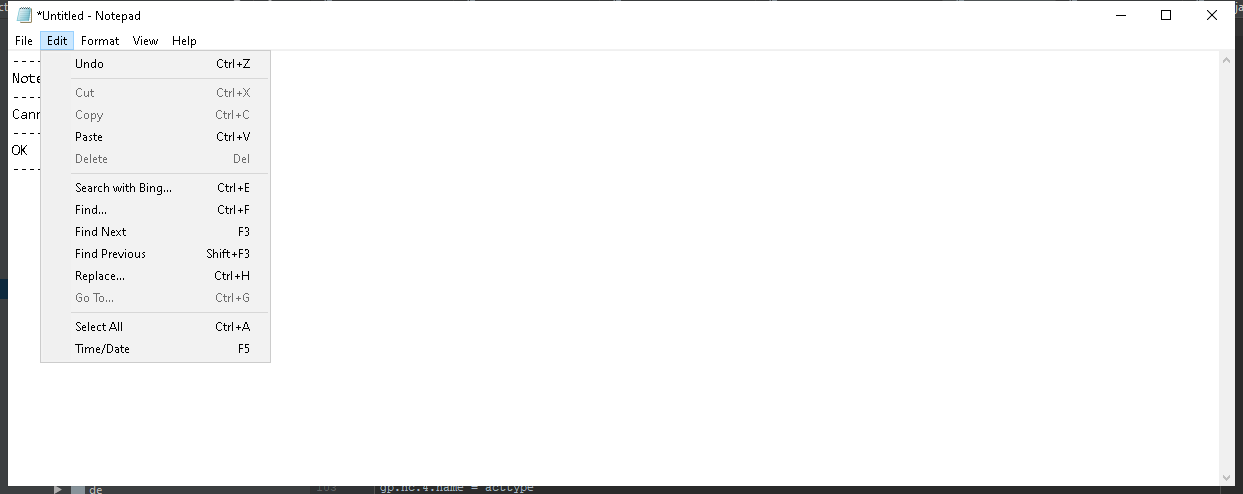 *Untitled - Notepad
File Edit Format View Help
---
Undo Ctrl+Z
Note
Cut Ctrl+X
---
Copy Ctrl+C
Cann
Paste Ctrl+V
---
OK
Delete Del
---
Search with Bing... Ctrl+E
Find... Ctrl+F
Find Next F3
Find Previous Shift+F3
Replace... Ctrl+H
Go To... Ctrl+G
Select All Ctrl+A
Time/Date F5
de
gp.nc.4.name = acttype